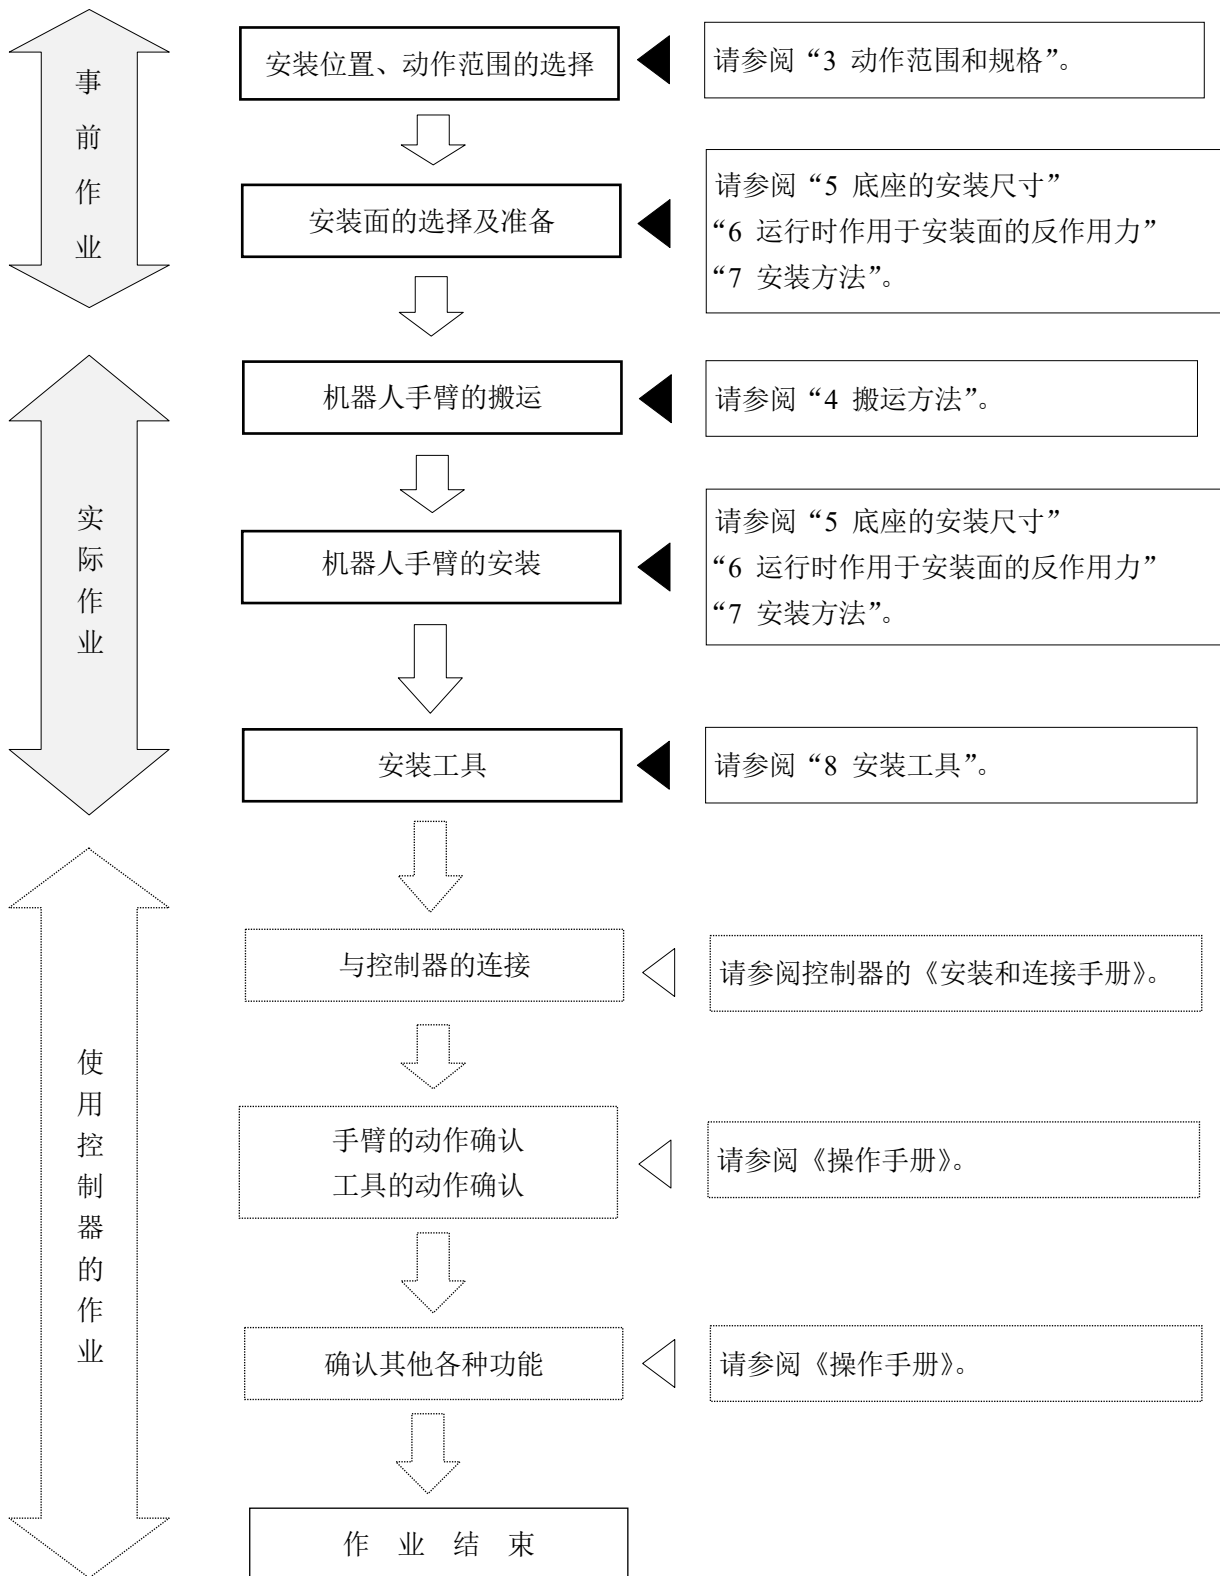 事前作业
安装位置、动作范围的选择
请参阅“3 动作范围和规格”。
安装面的选择及准备
请参阅“5 底座的安装尺寸”
“6 运行时作用于安装面的反作用力”
“7 安装方法”。
实际作业
机器人手臂的搬运
请参阅“4 搬运方法”。
机器人手臂的安装
请参阅“5 底座的安装尺寸”
“6 运行时作用于安装面的反作用力”
“7 安装方法”。
安装工具
请参阅“8 安装工具”。
使用控制器的作业
与控制器的连接
请参阅控制器的《安装和连接手册》。
手臂的动作确认
工具的动作确认
请参阅《操作手册》。
确认其他各种功能
请参阅《操作手册》。
作 业 结 束